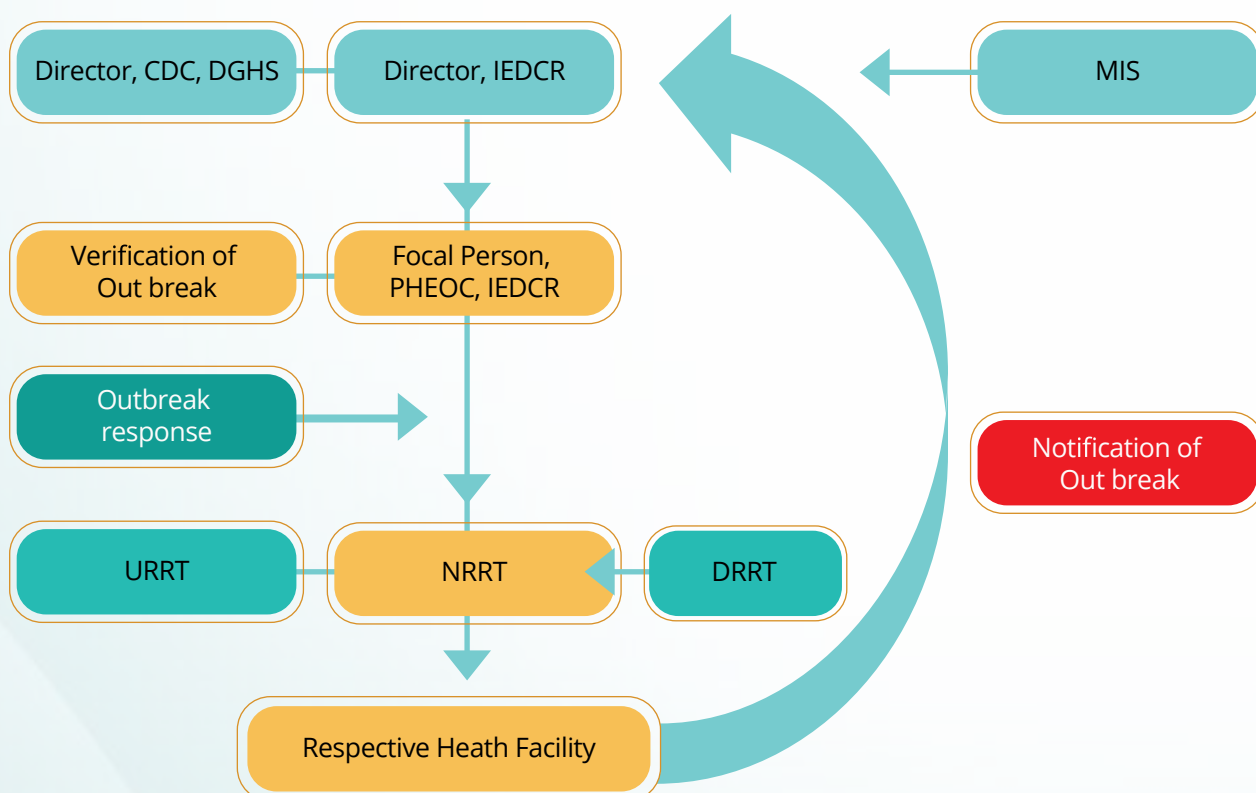 Director, CDC, DGHS
Director, IEDCR
MIS
Verification of
Out break
Focal Person,
PHEOC, IEDCR
Outbreak
response
Notification of
Out break
URRT
NRRT
DRRT
Respective Heath Facility